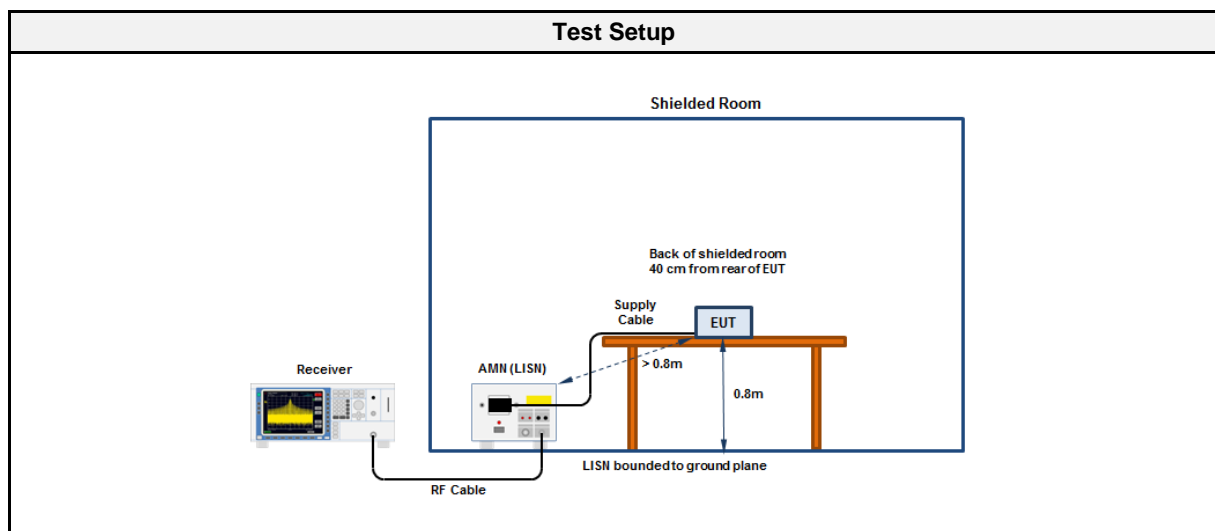 Test Setup
Shielded Room
Back of shielded room
40 cm from rear of EUT
Supply
Cable
EUT
> 0.8m
Receiver
AMN (LISN)
0.8m
LISN bounded to ground plane
RF Cable